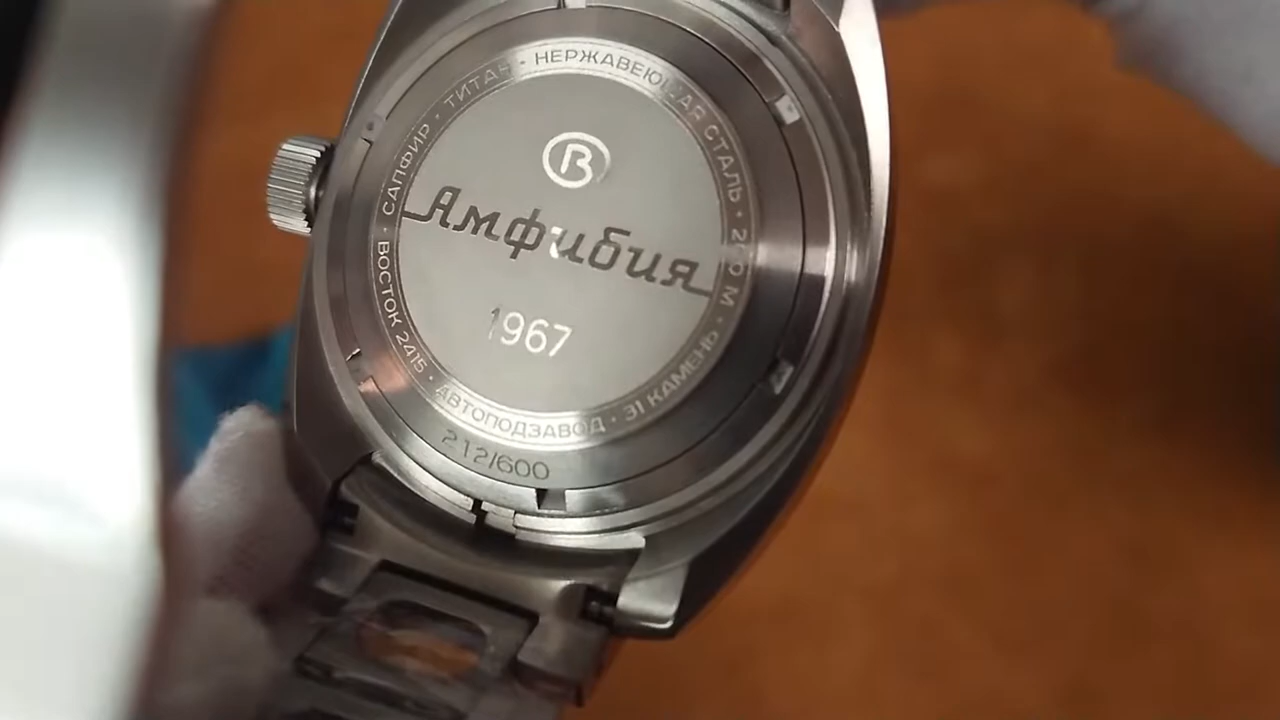 В
Амфибия
1967
САПФИР · ТИТАН · НЕРЖАВЕЮЩАЯ СТАЛЬ · 200 М · 31 КАМЕНЬ · АВТОПОДЗАВОД · ВОСТОК 2415 ·
212/600